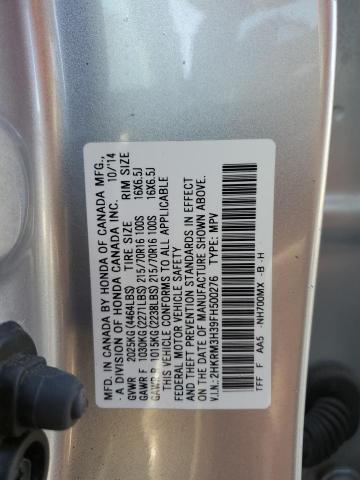 MFD. IN CANADA BY HONDA OF CANADA MFG.,
A DIVISION OF HONDA CANADA INC. 10/'14
GVWR 2025KG (4464LBS) TIRE SIZE RIM SIZE
GAWR F 1030KG(2271LBS) 215/70R16 100S 16X6.5J
GAWR R 1015KG(2238LBS) 215/70R16 100S 16X6.5J
THIS VEHICLE CONFORMS TO ALL APPLICABLE
FEDERAL MOTOR VEHICLE SAFETY
AND THEFT PREVENTION STANDARDS IN EFFECT
ON THE DATE OF MANUFACTURE SHOWN ABOVE.
V.I.N.: 2HKRM3H39FH500276 TYPE: MPV
TFF F AA5 NH700MX -B -H